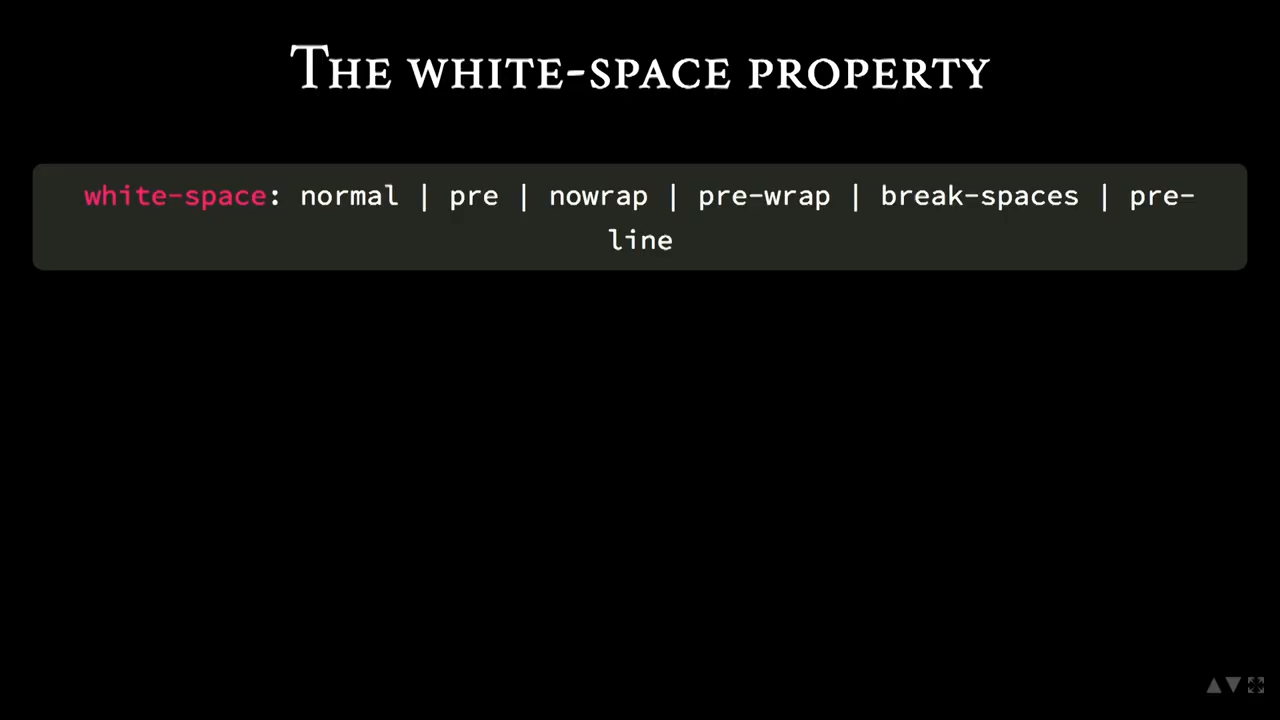 The white-space property
white-space: normal | pre | nowrap | pre-wrap | break-spaces | pre-
line